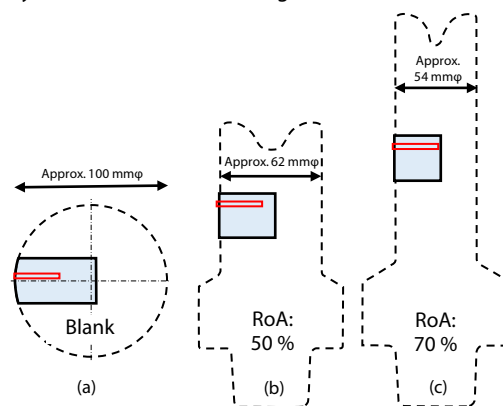 Approx.
54 mmφ
Approx. 62 mmφ
Approx. 100 mmφ
Blank
RoA:
50 %
RoA:
70 %
(a)
(b)
(c)